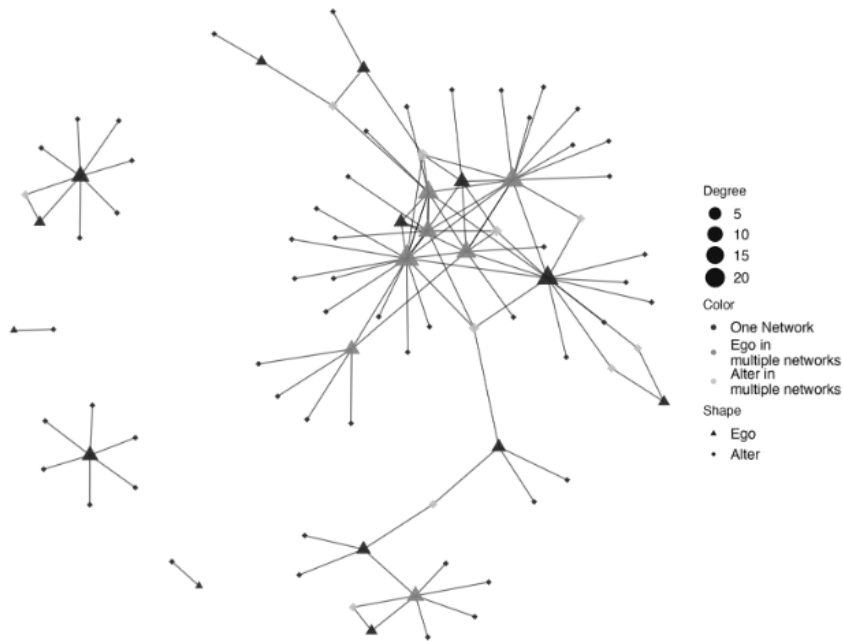 Degree
5
10
15
20
Color
One Network
Ego in
multiple networks
Alter in
multiple networks
Shape
Ego
Alter